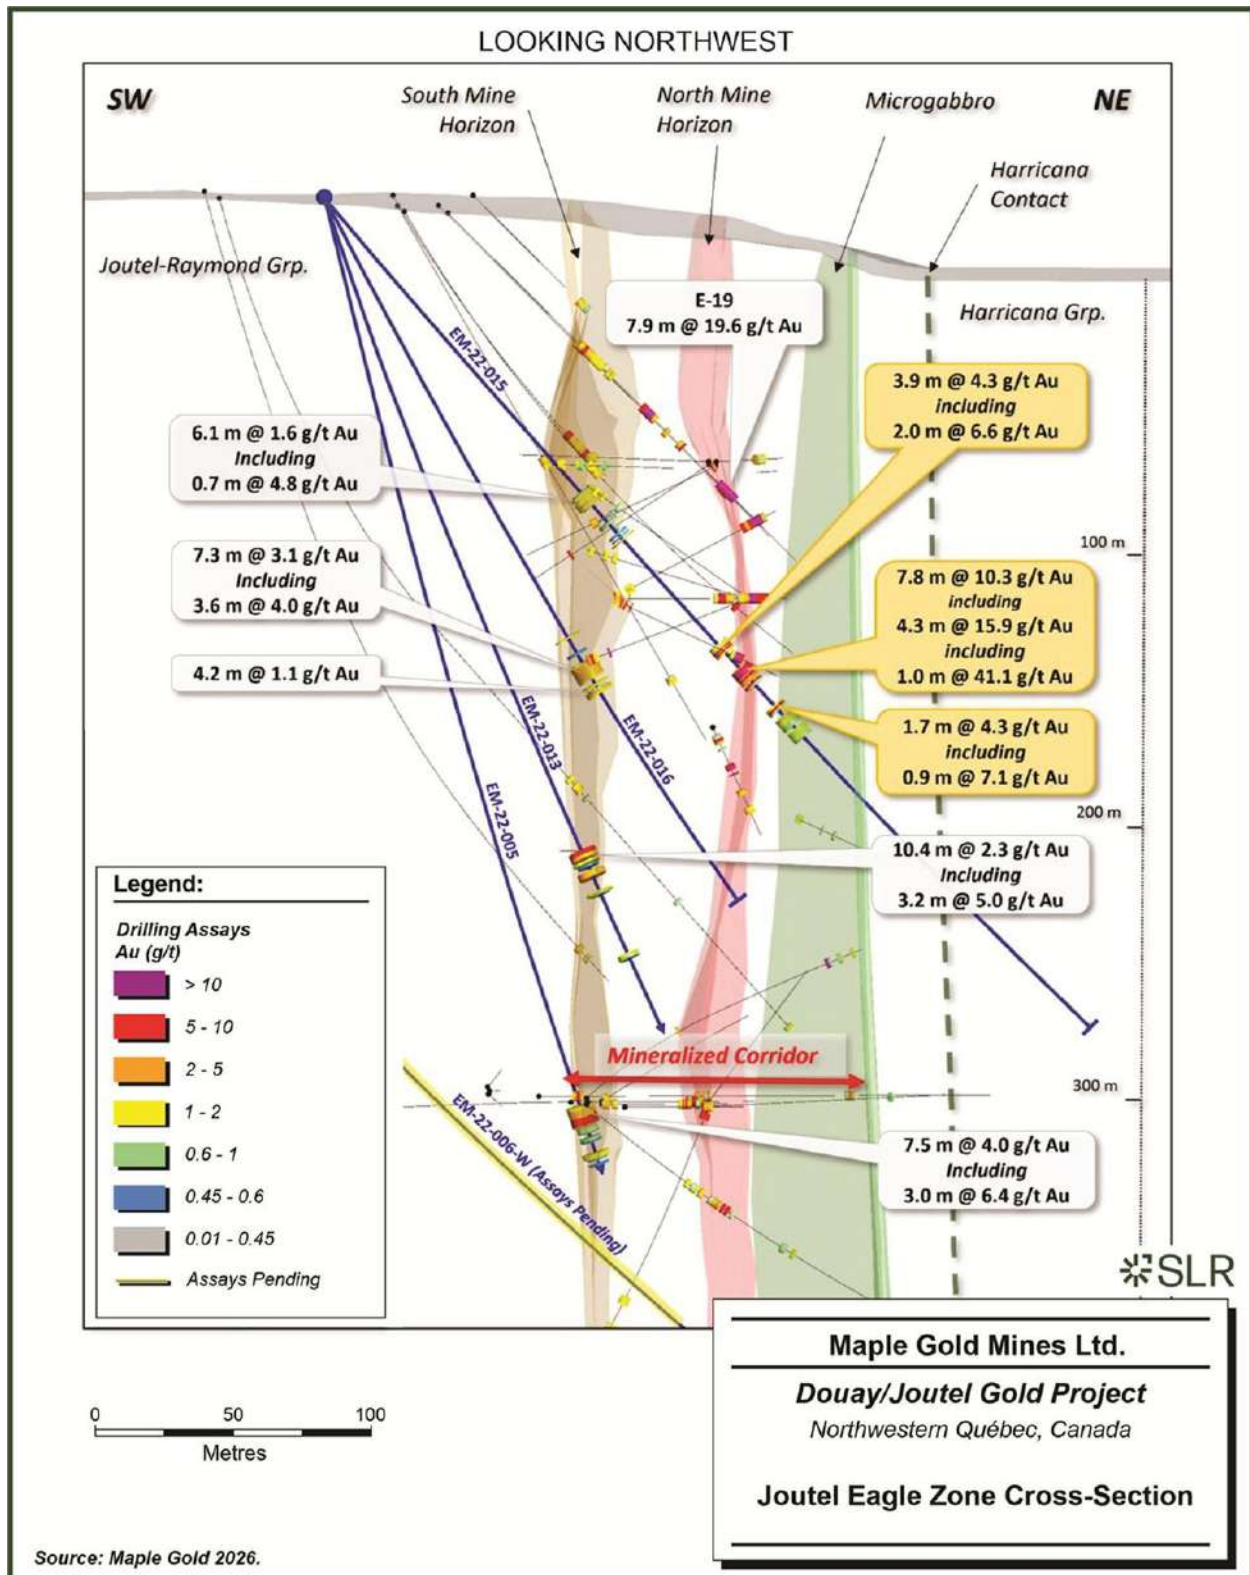 LOOKING NORTHWEST
SW
South Mine
Horizon
North Mine
Horizon
Microgabbro
NE
Harricana
Contact
Joutel-Raymond Grp.
Harricana Grp.
E-19
7.9 m @ 19.6 g/t Au
EM-22-015
3.9 m @ 4.3 g/t Au
including
2.0 m @ 6.6 g/t Au
6.1 m @ 1.6 g/t Au
Including
0.7 m @ 4.8 g/t Au
100 m
7.3 m @ 3.1 g/t Au
Including
3.6 m @ 4.0 g/t Au
7.8 m @ 10.3 g/t Au
including
4.3 m @ 15.9 g/t Au
including
1.0 m @ 41.1 g/t Au
4.2 m @ 1.1 g/t Au
EM-22-013
EM-22-016
EM-22-005
1.7 m @ 4.3 g/t Au
including
0.9 m @ 7.1 g/t Au
200 m
10.4 m @ 2.3 g/t Au
Including
3.2 m @ 5.0 g/t Au
Legend:
Drilling Assays
Au (g/t)
> 10
5 - 10
2 - 5
1 - 2
0.6 - 1
0.45 - 0.6
0.01 - 0.45
Assays Pending
Mineralized Corridor
300 m
EM-22-006-W (Assays Pending)
7.5 m @ 4.0 g/t Au
Including
3.0 m @ 6.4 g/t Au
SLR
Maple Gold Mines Ltd.
Douay/Joutel Gold Project
Northwestern Québec, Canada
Joutel Eagle Zone Cross-Section
0 50 100
Metres
Source: Maple Gold 2026.